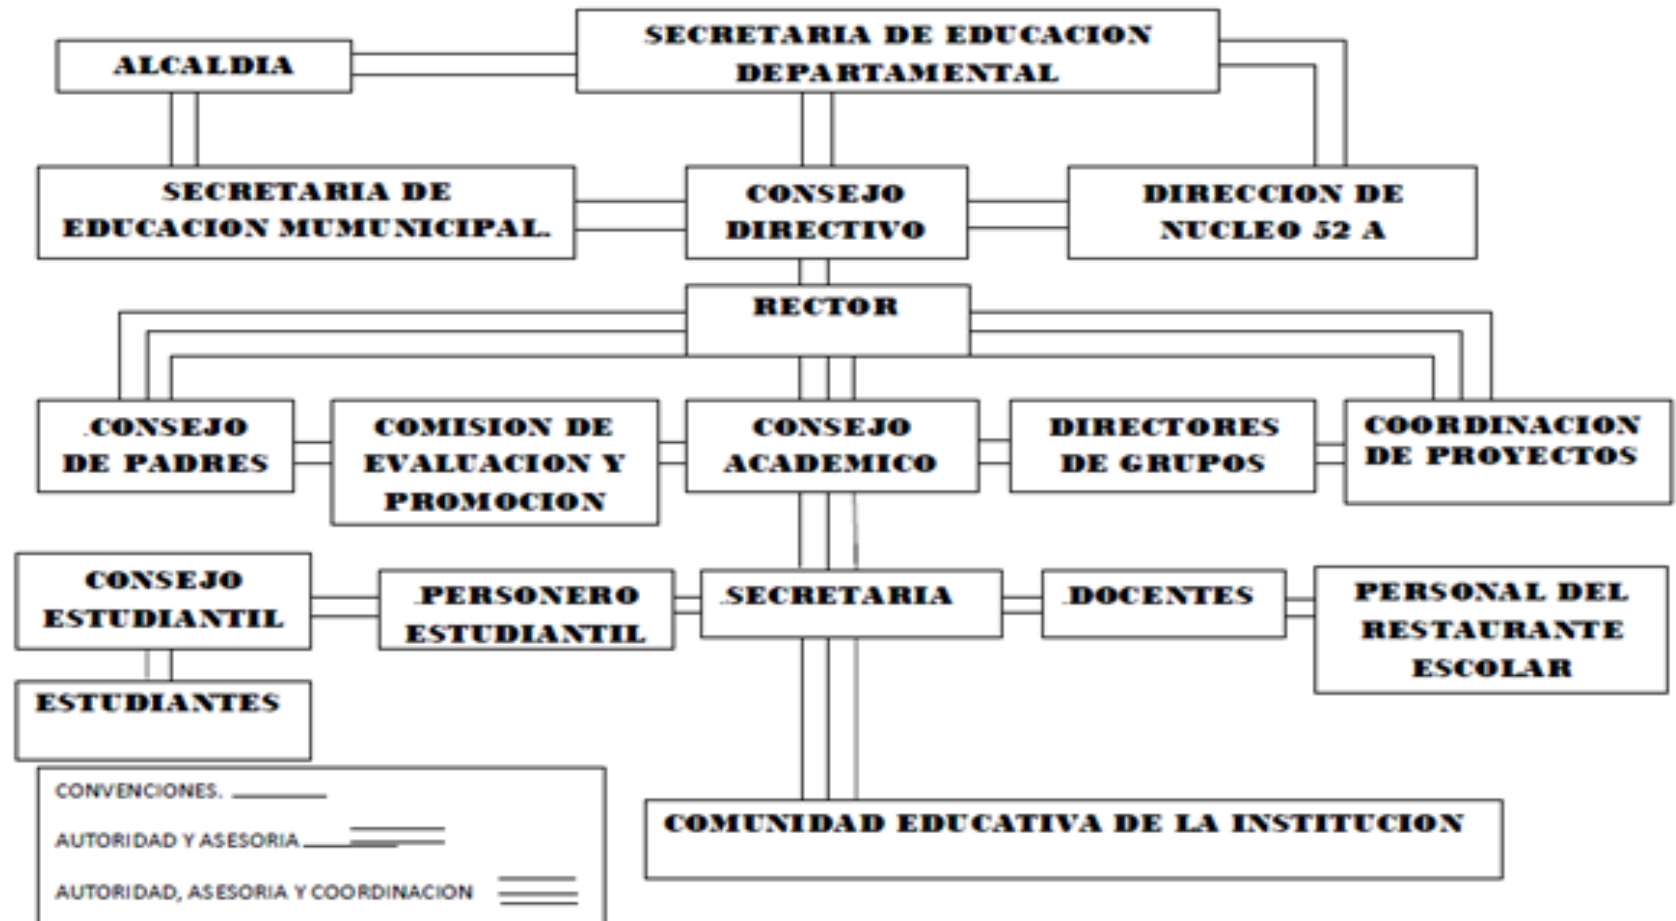 ALCALDIA
SECRETARIA DE EDUCACION
DEPARTAMENTAL
SECRETARIA DE
EDUCACION MUMUNICIPAL.
CONSEJO
DIRECTIVO
DIRECCION DE
NUCLEO 52 A
RECTOR
.CONSEJO
DE PADRES
COMISION DE
EVALUACION Y
PROMOCION
CONSEJO
ACADEMICO
DIRECTORES
DE GRUPOS
COORDINACION
DE PROYECTOS
CONSEJO
ESTUDIANTIL
.PERSONERO
ESTUDIANTIL
.SECRETARIA
.DOCENTES
PERSONAL DEL
RESTAURANTE
ESCOLAR
ESTUDIANTES
CONVENCIONES.
AUTORIDAD Y ASESORIA
AUTORIDAD, ASESORIA Y COORDINACION
COMUNIDAD EDUCATIVA DE LA INSTITUCION